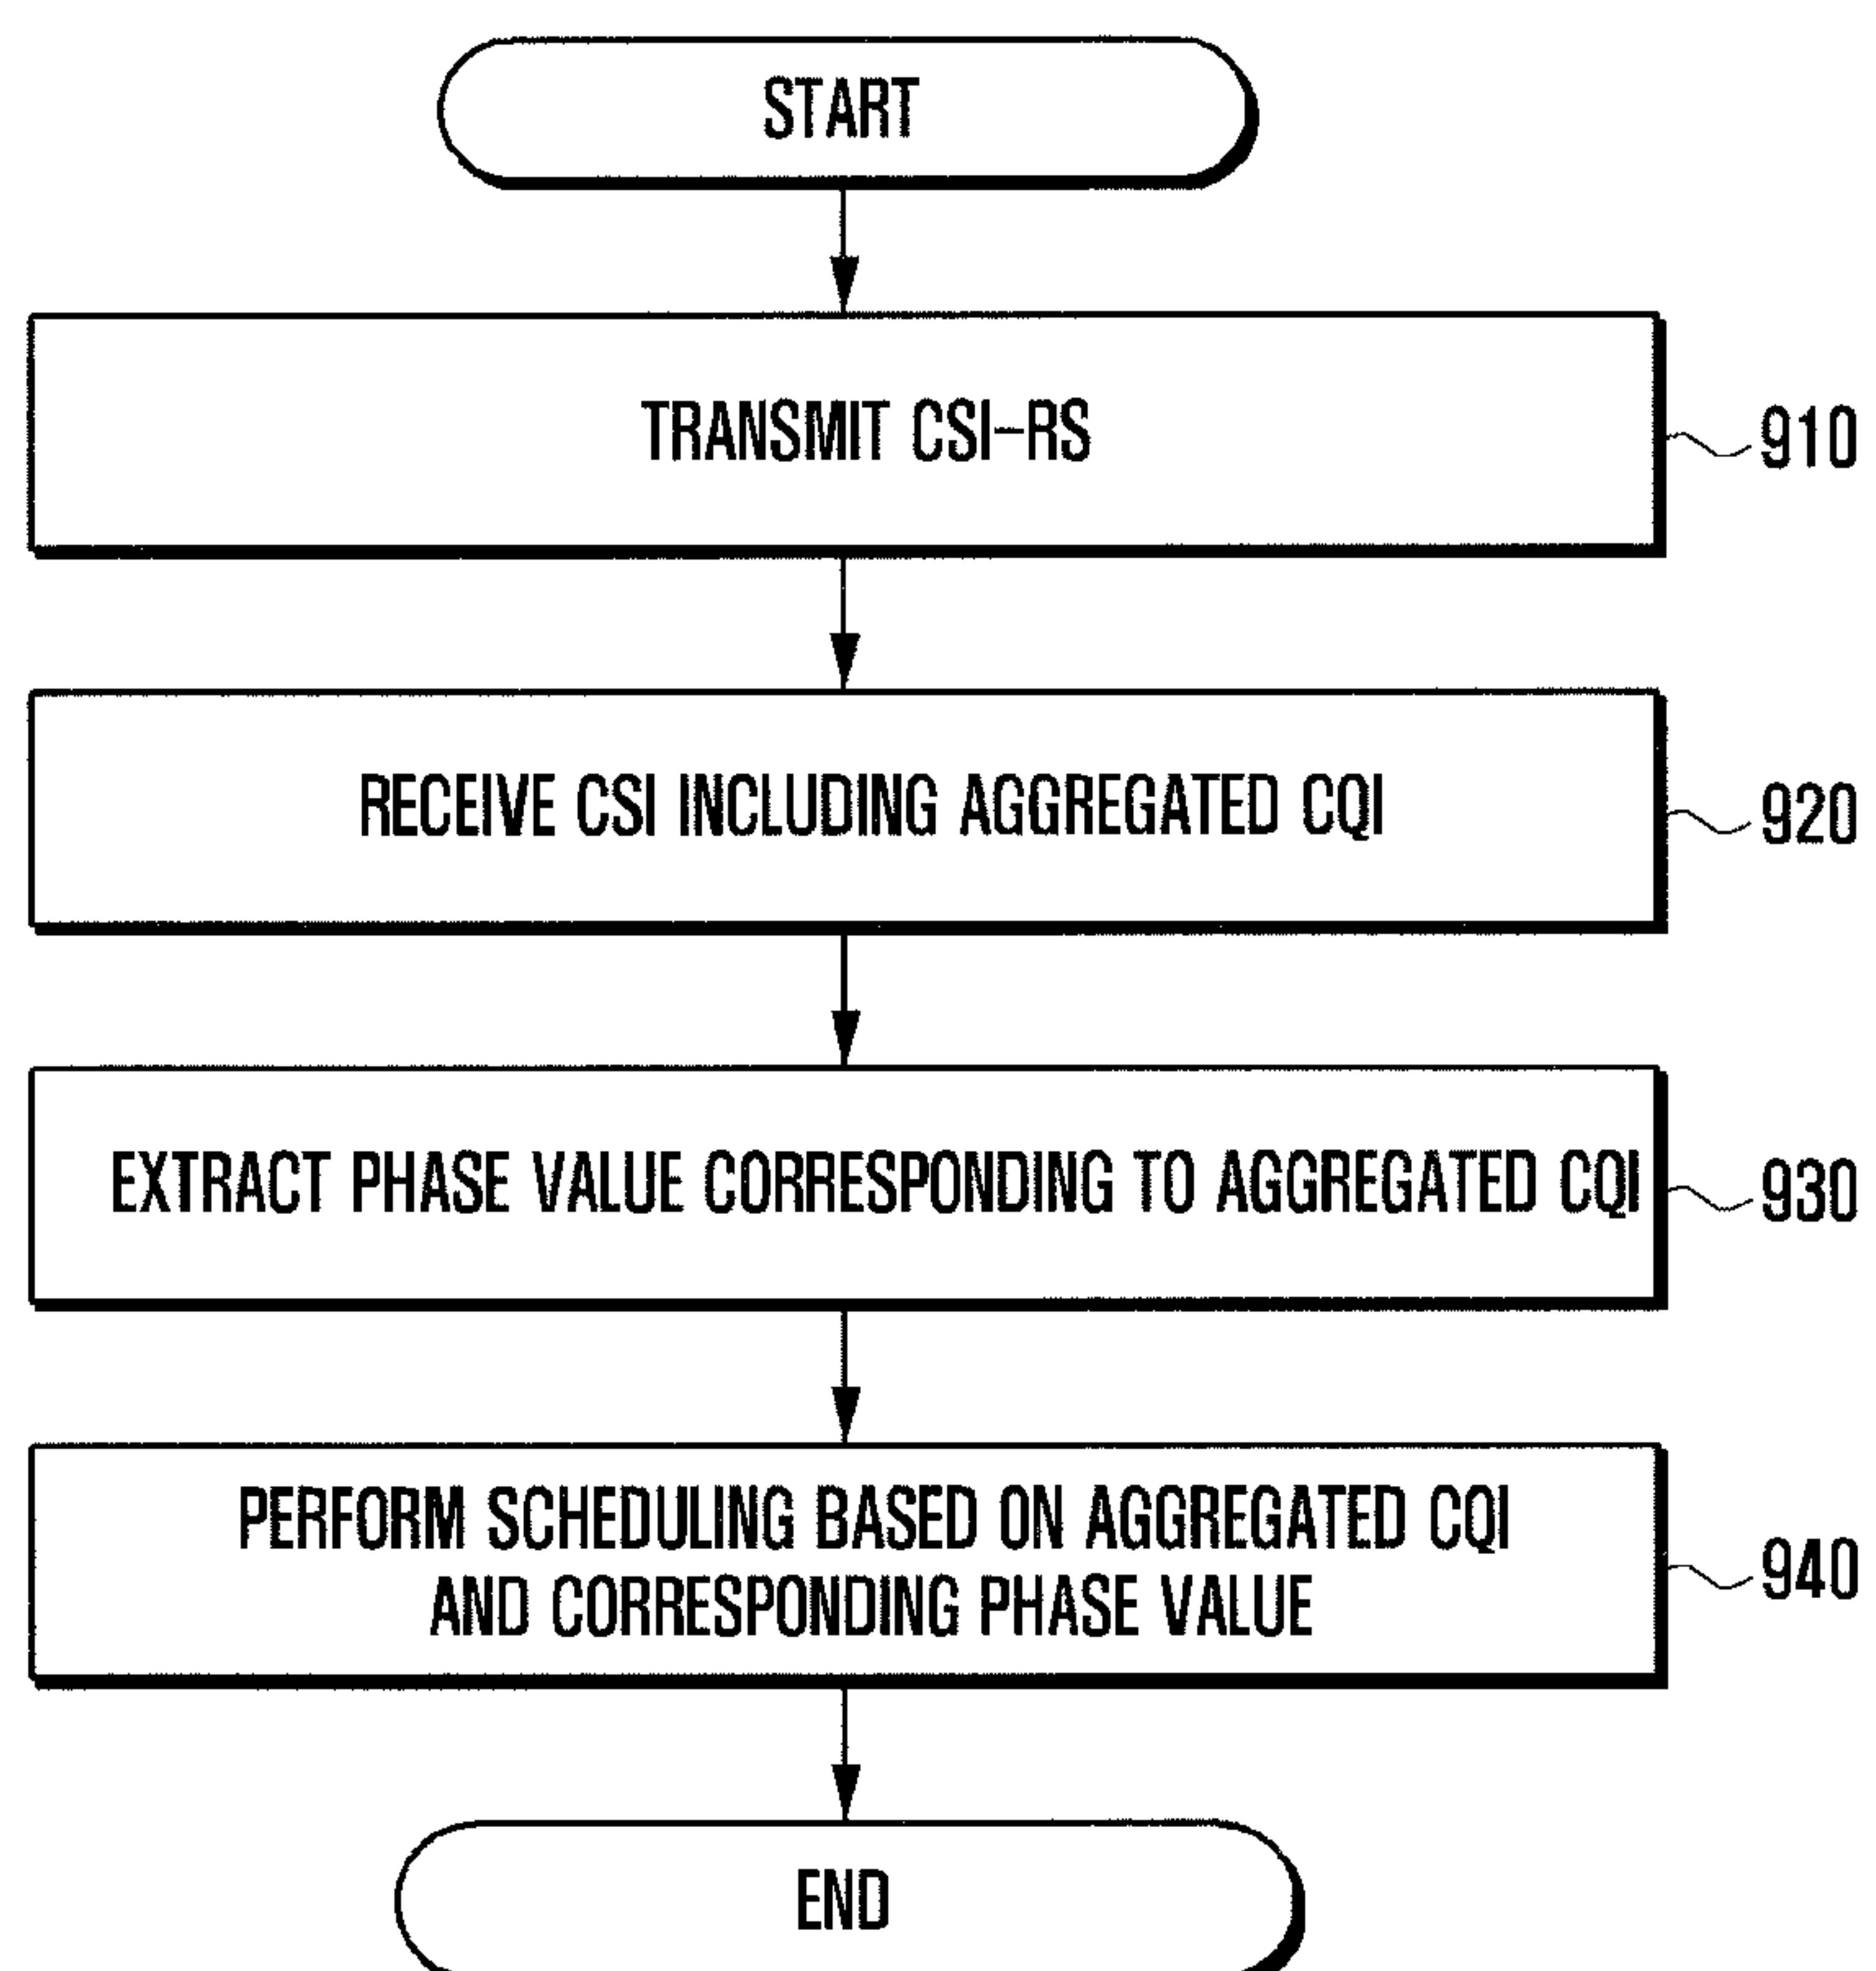 START
TRANSMIT CSI-RS
910
RECEIVE CSI INCLUDING AGGREGATED CQI
920
EXTRACT PHASE VALUE CORRESPONDING TO AGGREGATED CQI
930
PERFORM SCHEDULING BASED ON AGGREGATED CQI
AND CORRESPONDING PHASE VALUE
940
END